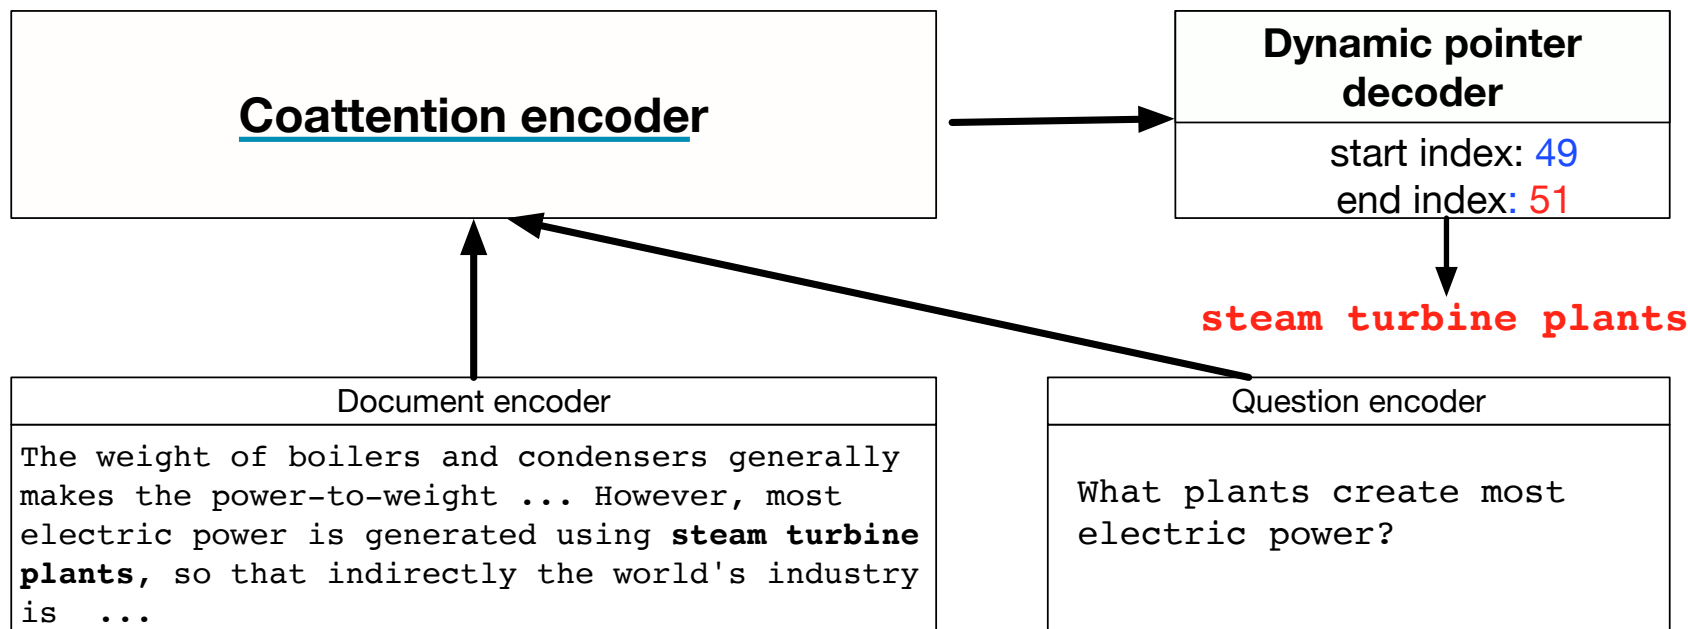 Coattention encoder
Dynamic pointer
decoder
start index: 49
end index: 51
steam turbine plants
Document encoder
The weight of boilers and condensers generally
makes the power-to-weight ... However, most
electric power is generated using steam turbine
plants, so that indirectly the world's industry
is ...
Question encoder
What plants create most
electric power?